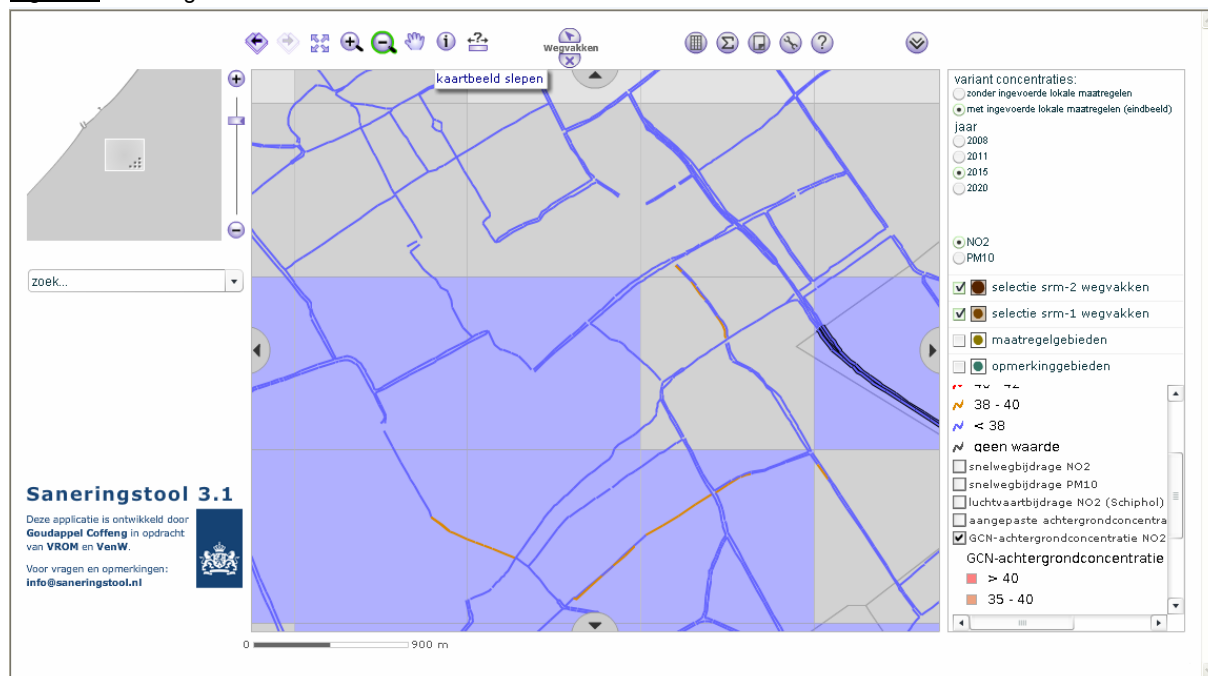 Wegvakken
kaartbeeld slepen
zoek...
Saneringstool 3.1
Deze applicatie is ontwikkeld door
Goudappel Coffeng in opdracht
van VROM en VenW.
Voor vragen en opmerkingen:
info@saneringstool.nl
0 900 m
variant concentraties:
zonder ingevoerde lokale maatregelen
met ingevoerde lokale maatregelen (eindbeeld)
jaar
2008
2011
2015
2020
NO2
PM10
selectie srm-2 wegvakken
selectie srm-1 wegvakken
maatregelgebieden
opmerkinggebieden
38 - 40
< 38
geen waarde
snelwegbijdrage NO2
snelwegbijdrage PM10
luchtvaartbijdrage NO2 (Schiphol)
aangepaste achtergrondconcentra
GCN-achtergrondconcentratie NO2
GCN-achtergrondconcentratie
> 40
35 - 40